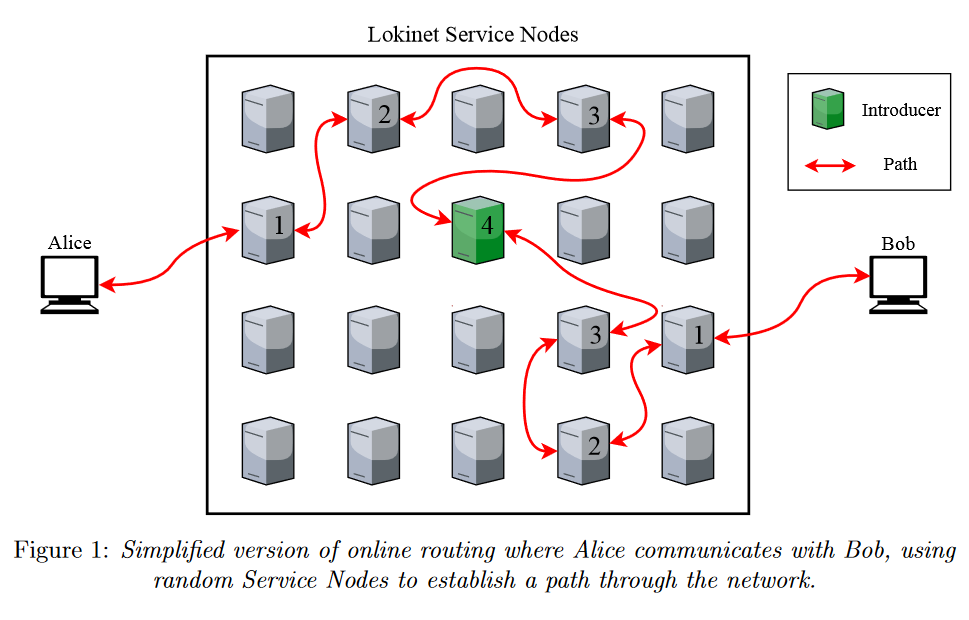 Lokinet Service Nodes
Introducer
Path
2
3
1
4
Alice
Bob
3
1
2
Figure 1: Simplified version of online routing where Alice communicates with Bob, using
random Service Nodes to establish a path through the network.